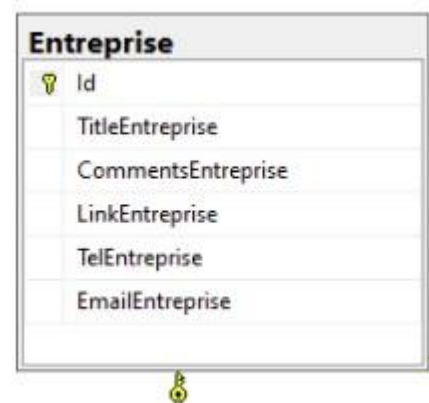 Entreprise
Id
TitleEntreprise
CommentsEntreprise
LinkEntreprise
TelEntreprise
EmailEntreprise